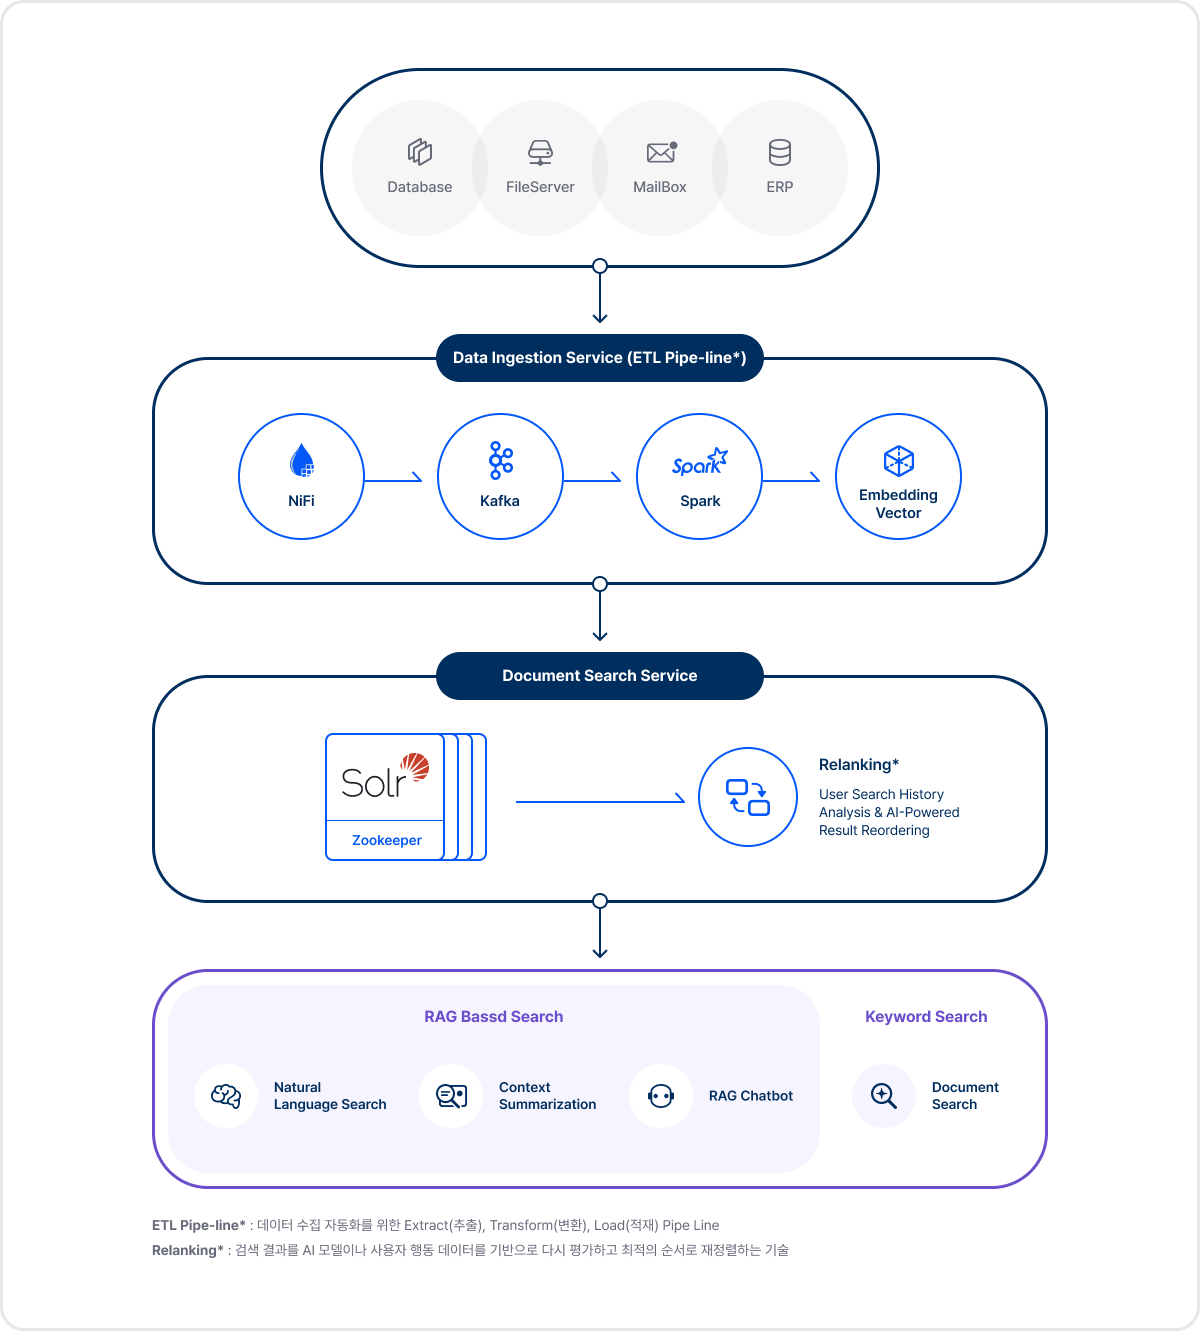 Database
FileServer
MailBox
ERP
Data Ingestion Service (ETL Pipe-line*)
NiFi
Kafka
Spark
Spark
Embedding
Vector
Document Search Service
Solr
Zookeeper
Relanking*
User Search History
Analysis & AI-Powered
Result Reordering
RAG Bassd Search
Keyword Search
Natural
Language Search
Context
Summarization
RAG Chatbot
Document
Search
ETL Pipe-line* : 데이터 수집 자동화를 위한 Extract(추출), Transform(변환), Load(적재) Pipe Line
Relanking* : 검색 결과를 AI 모델이나 사용자 행동 데이터를 기반으로 다시 평가하고 최적의 순서로 재정렬하는 기술